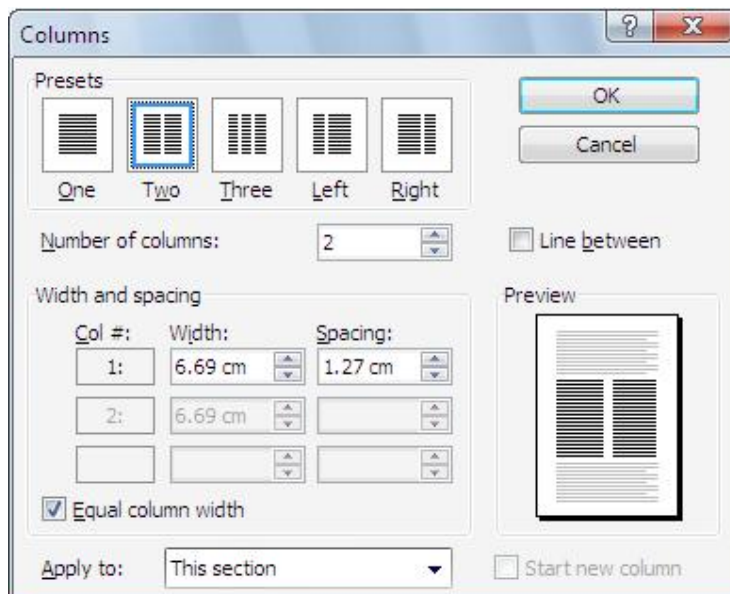 Columns
Presets
One Two Three Left Right
OK
Cancel
Number of columns: 2
Line between
Width and spacing
Col #: Width: Spacing:
1: 6.69 cm 1.27 cm
2: 6.69 cm
Equal column width
Preview
Apply to: This section
Start new column